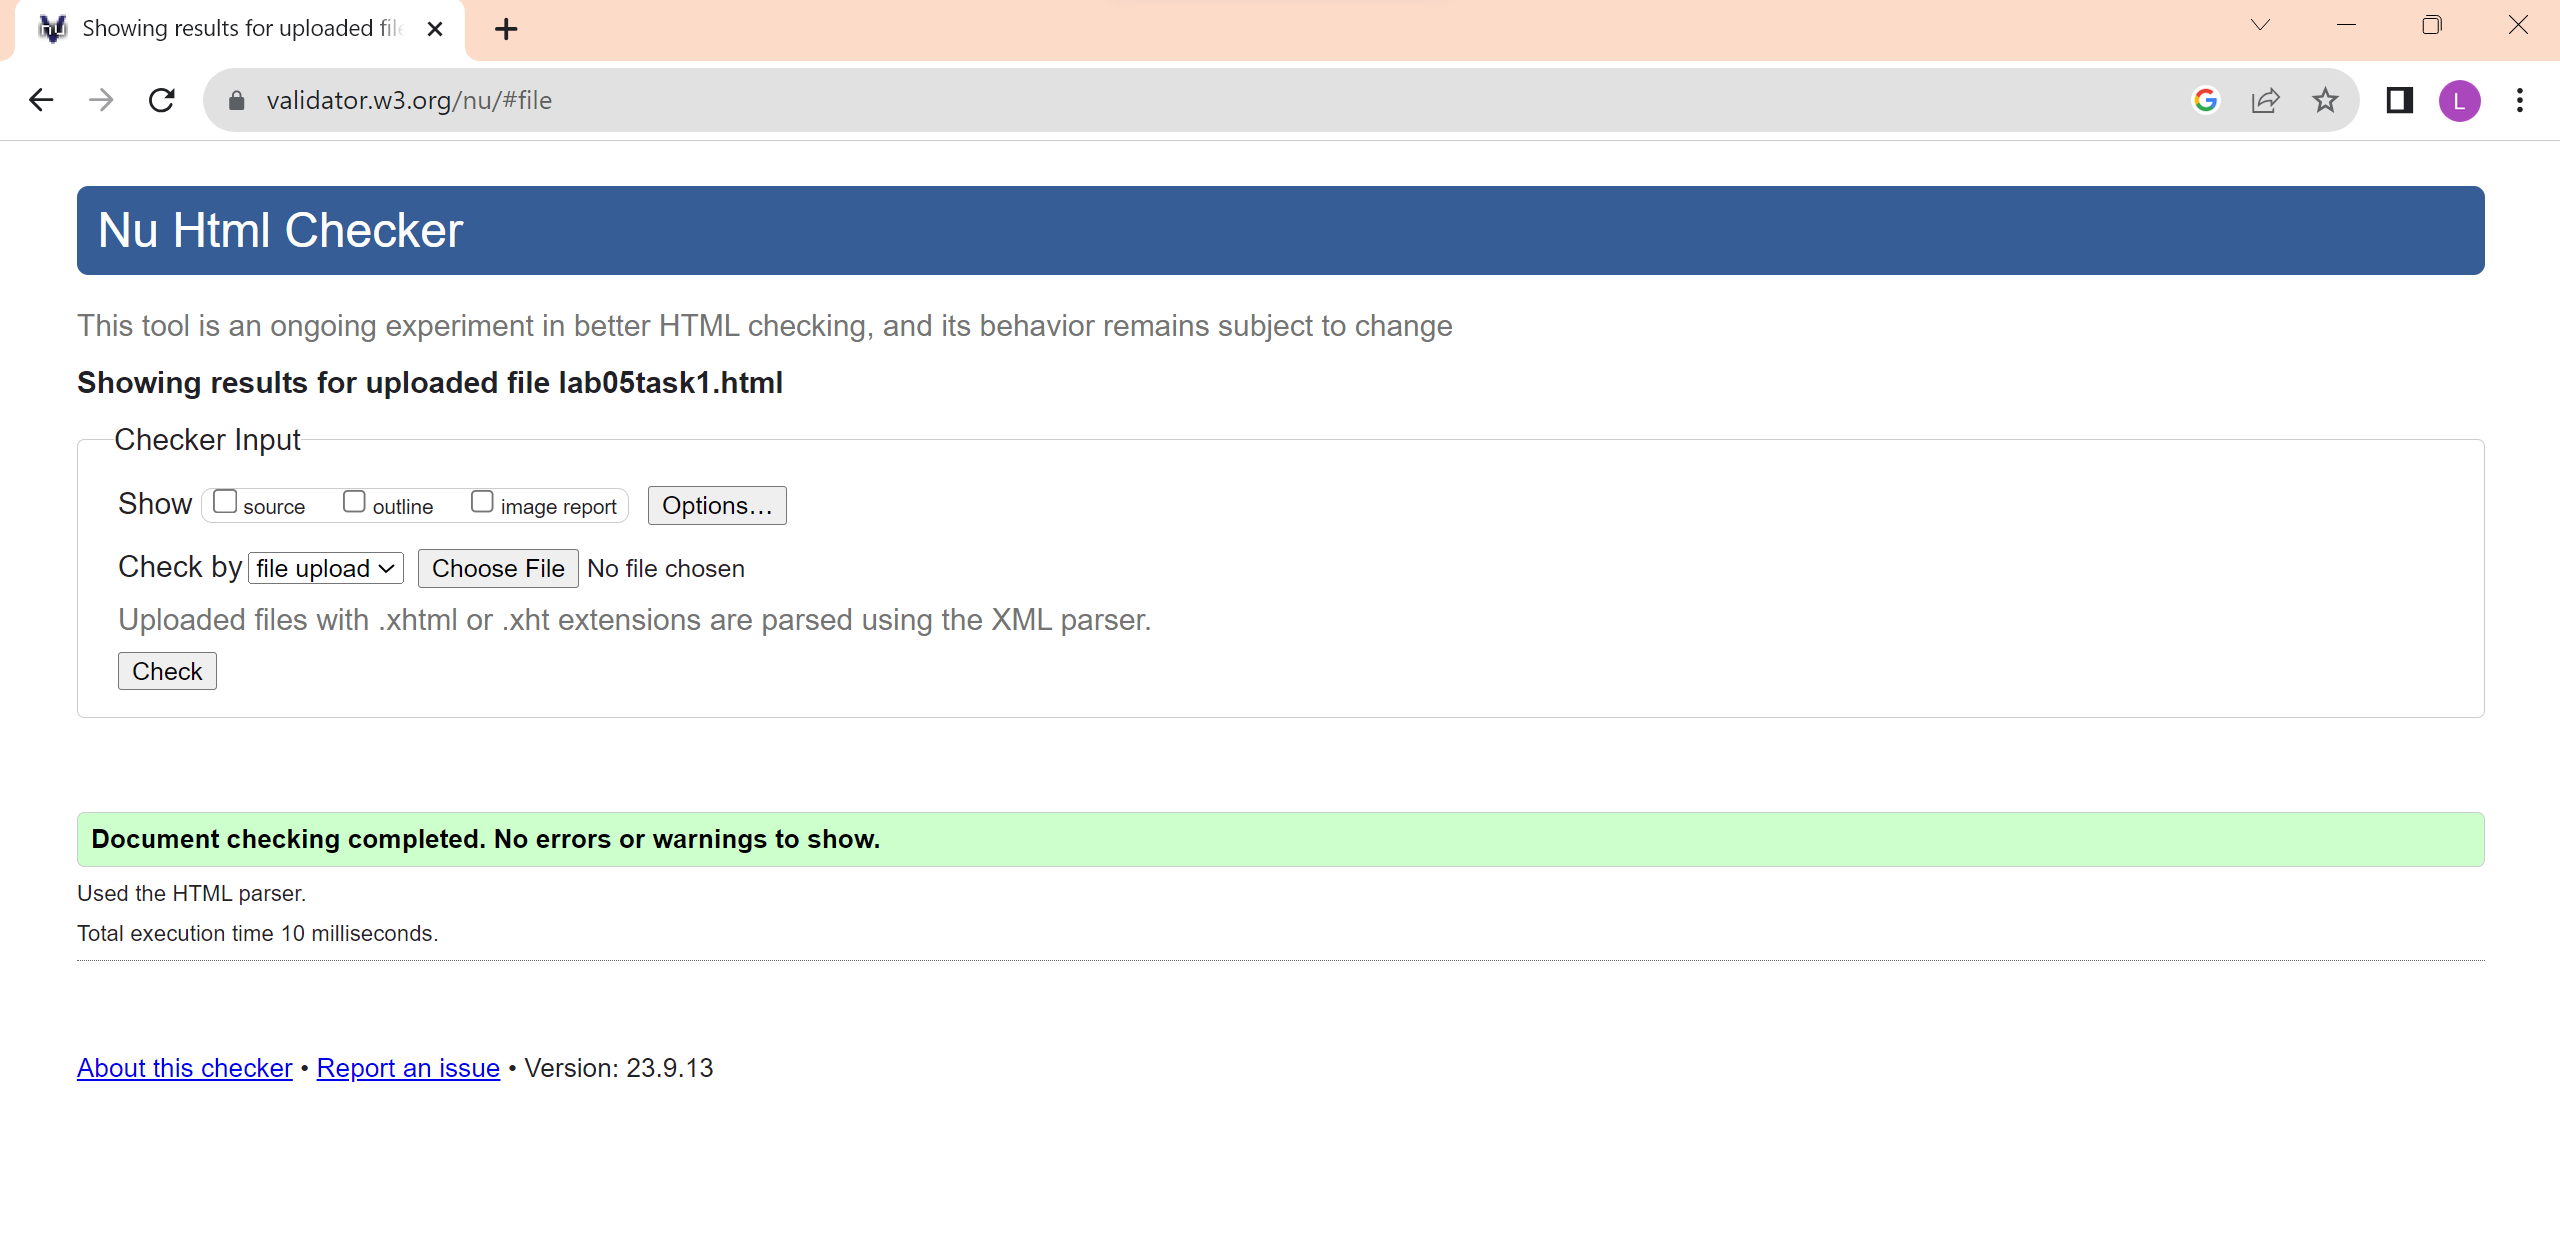 Showing results for uploaded file
validator.w3.org/nu/#file
L
Nu Html Checker
This tool is an ongoing experiment in better HTML checking, and its behavior remains subject to change
Showing results for uploaded file lab05task1.html
Checker Input
Show source outline image report Options...
Check by file upload Choose File No file chosen
Uploaded files with .xhtml or .xht extensions are parsed using the XML parser.
Check
Document checking completed. No errors or warnings to show.
Used the HTML parser.
Total execution time 10 milliseconds.
About this checker • Report an issue • Version: 23.9.13